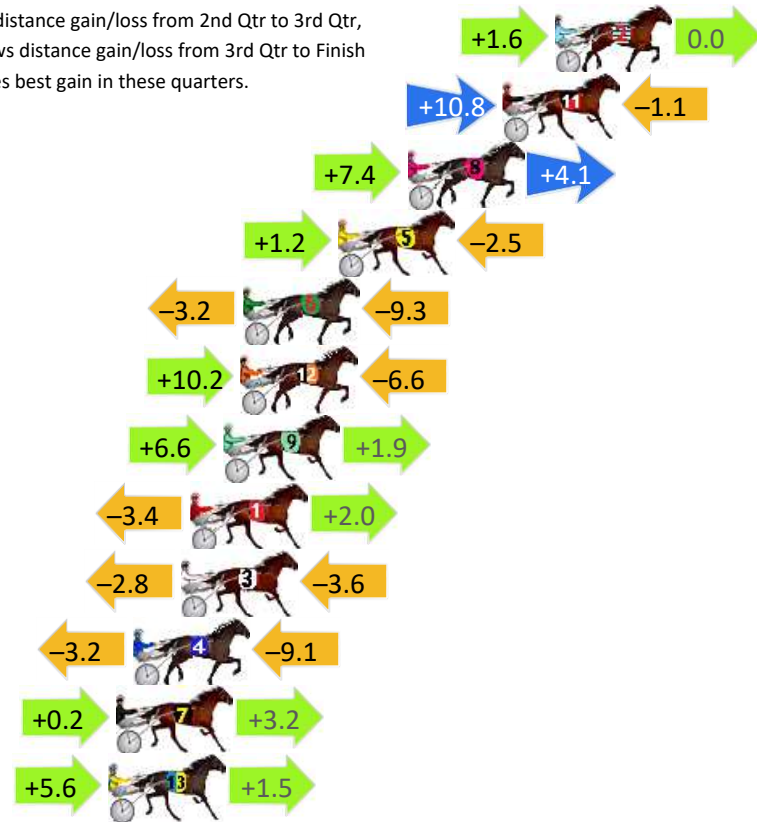 distance gain/loss from 2nd Qtr to 3rd Qtr,
ws distance gain/loss from 3rd Qtr to Finish
es best gain in these quarters.
+1.6 0.0
+10.8 11 –1.1
+7.4 8 +4.1
+1.2 5 –2.5
–3.2 6 –9.3
+10.2 12 –6.6
+6.6 9 +1.9
–3.4 1 +2.0
–2.8 3 –3.6
–3.2 4 –9.1
+0.2 7 +3.2
+5.6 13 +1.5